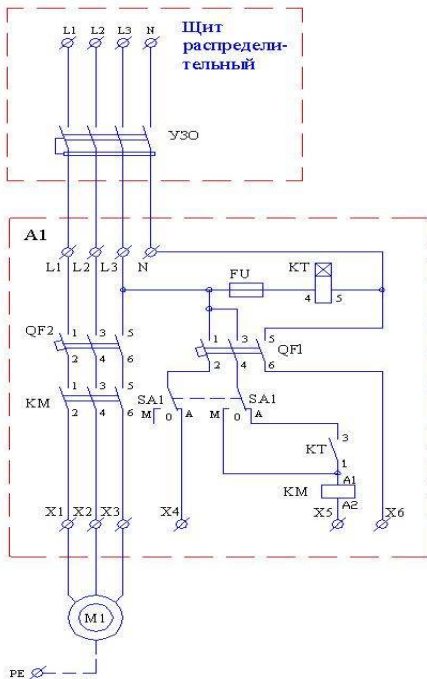 L1 L2 L3 N
Щит
распредели-
тельный
УЗО
A1
L1 L2 L3 N
FU
KT
4 5
QF2
1 3 5
2 4 6
1 3 5
2 4 6
QF1
KM
1 3 5
2 4 6
SA1
SA1
M 0 A
M 0 A
KT
3
1
KM
A1
A2
X1 X2 X3 X4 X5 X6
M1
PE